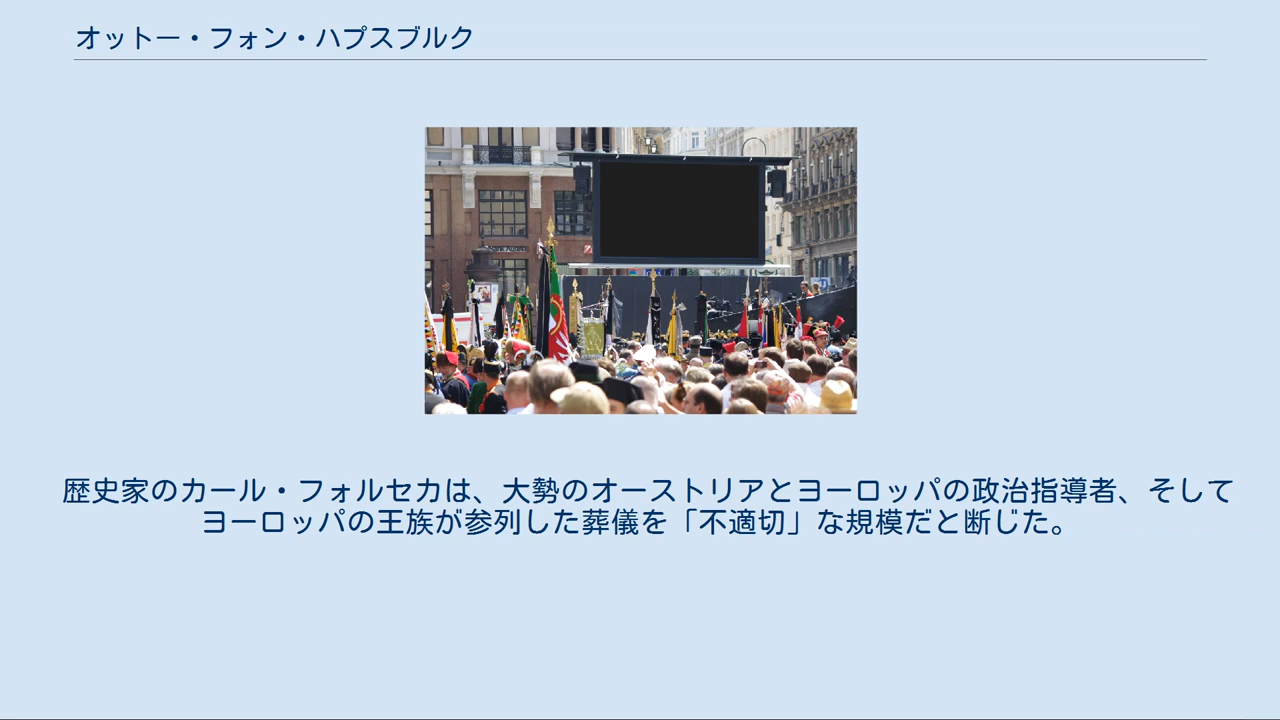 オットー・フォン・ハプスブルク
歴史家のカール・フォルセカは、大勢のオーストリアとヨーロッパの政治指導者、そして
ヨーロッパの王族が参列した葬儀を「不適切」な規模だと断じた。